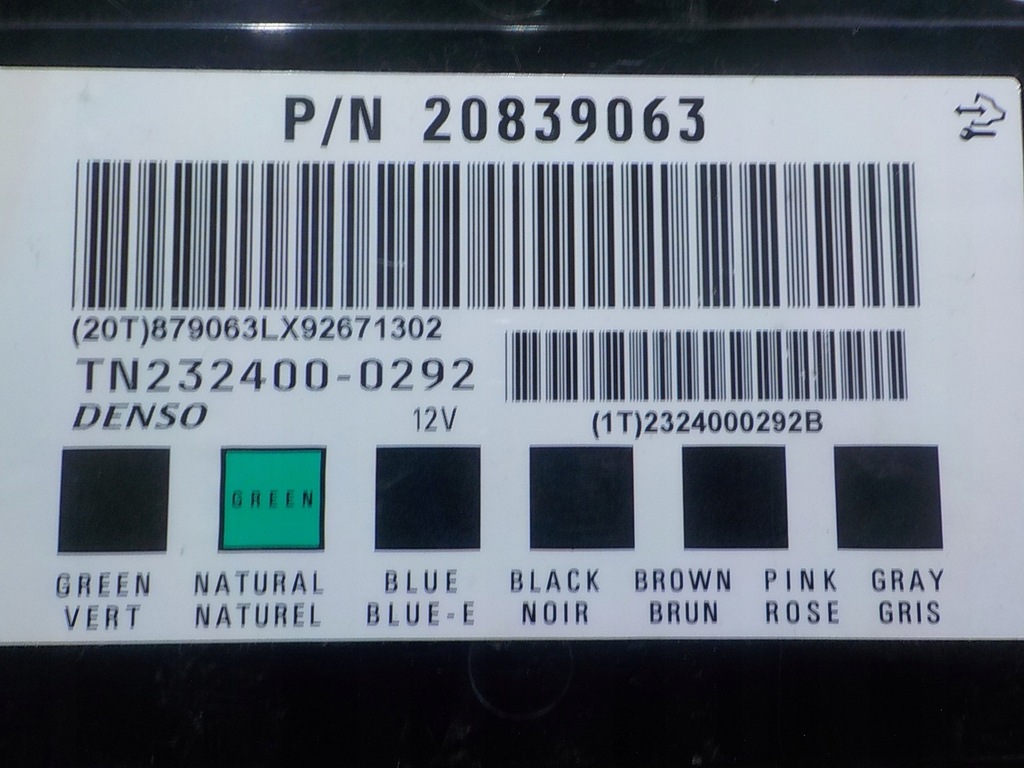 P/N 20839063
(20T)879063LX92671302
TN232400-0292
DENSO 12V
(1T)2324000292B
GREEN
GREEN NATURAL BLUE BLACK BROWN PINK GRAY
VERT NATUREL BLUE-E NOIR BRUN ROSE GRIS